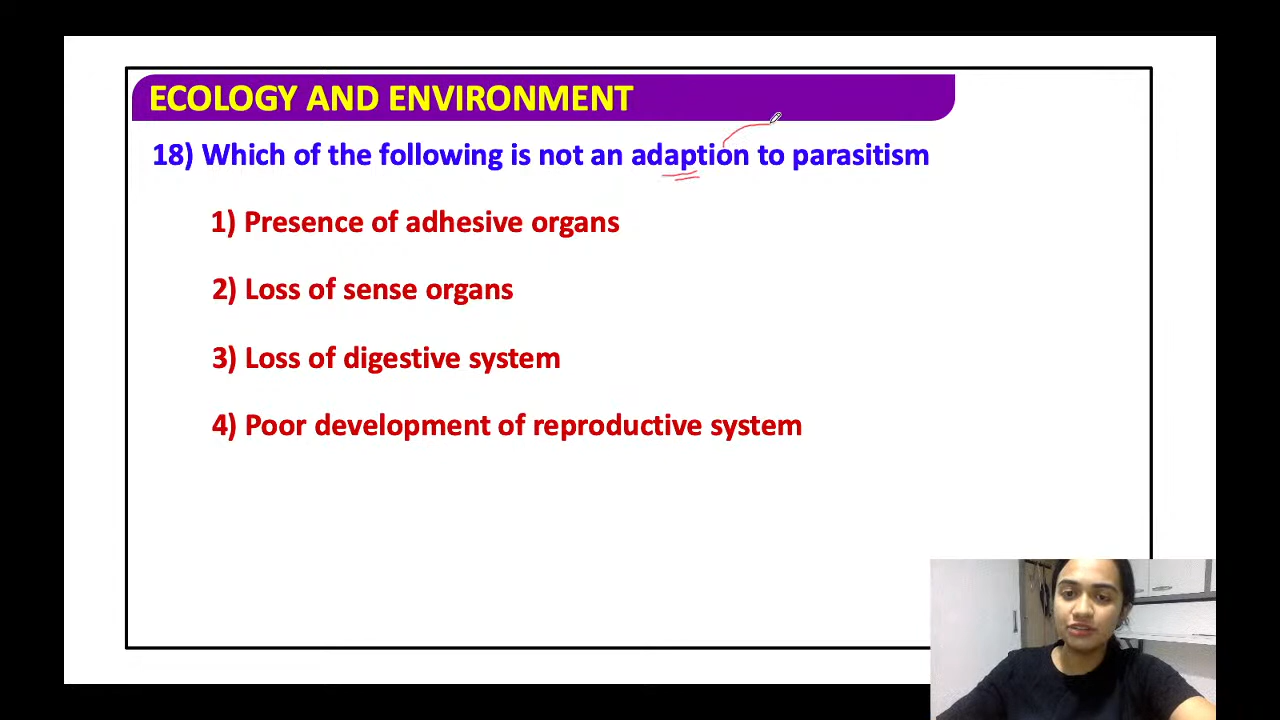 ECOLOGY AND ENVIRONMENT
18) Which of the following is not an adaption to parasitism
1) Presence of adhesive organs
2) Loss of sense organs
3) Loss of digestive system
4) Poor development of reproductive system